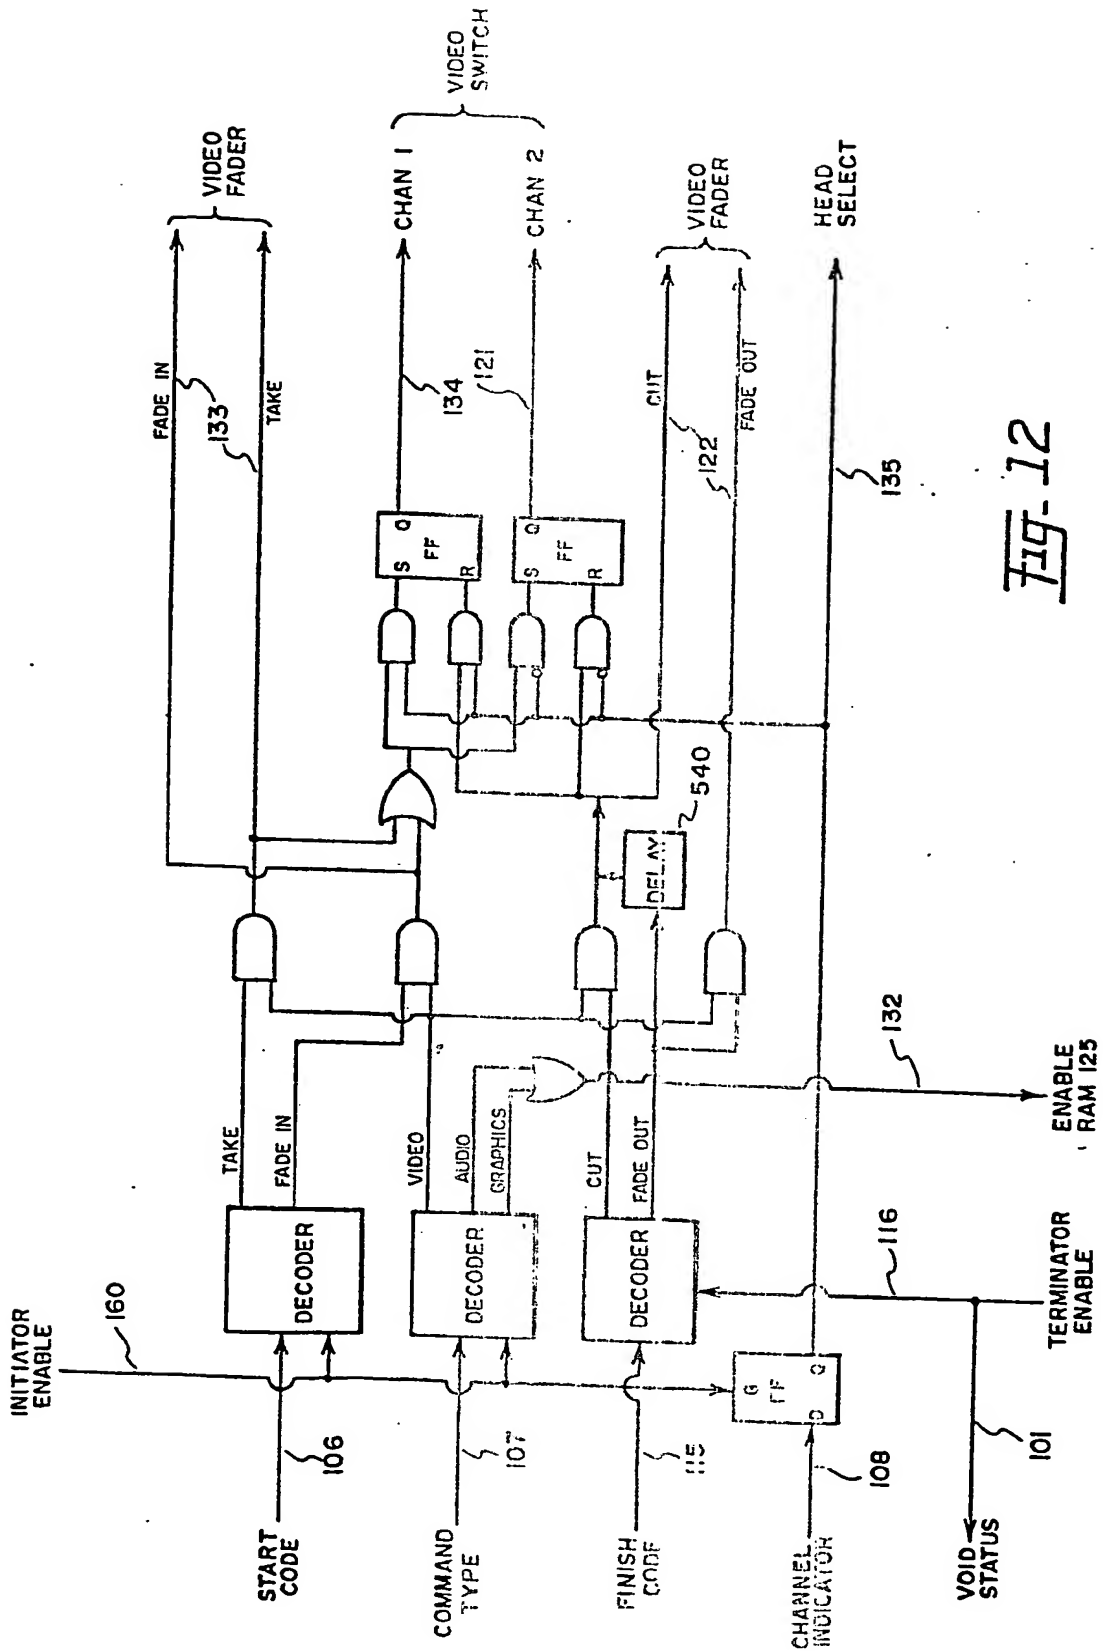 INITIATOR
ENABLE
160
START
CODE
106
COMMAND
TYPE
107
FINISH
CODE
115
CHANNEL
INDICATOR
108
VOID
STATUS
101
TERMINATOR
ENABLE
116
DECODER
TAKE
FADE IN
DECODER
VIDEO
AUDIO
GRAPHICS
DECODER
CUT
FADE OUT
G
FF
D
Q
ENABLE
RAM 125
132
DELAY
540
S
Q
FF
R
S
Q
FF
R
FADE IN
133
TAKE
VIDEO
FADER
134
CHAN 1
121
CHAN 2
VIDEO
SWITCH
CUT
122
FADE OUT
VIDEO
FADER
135
HEAD
SELECT
Fig-12